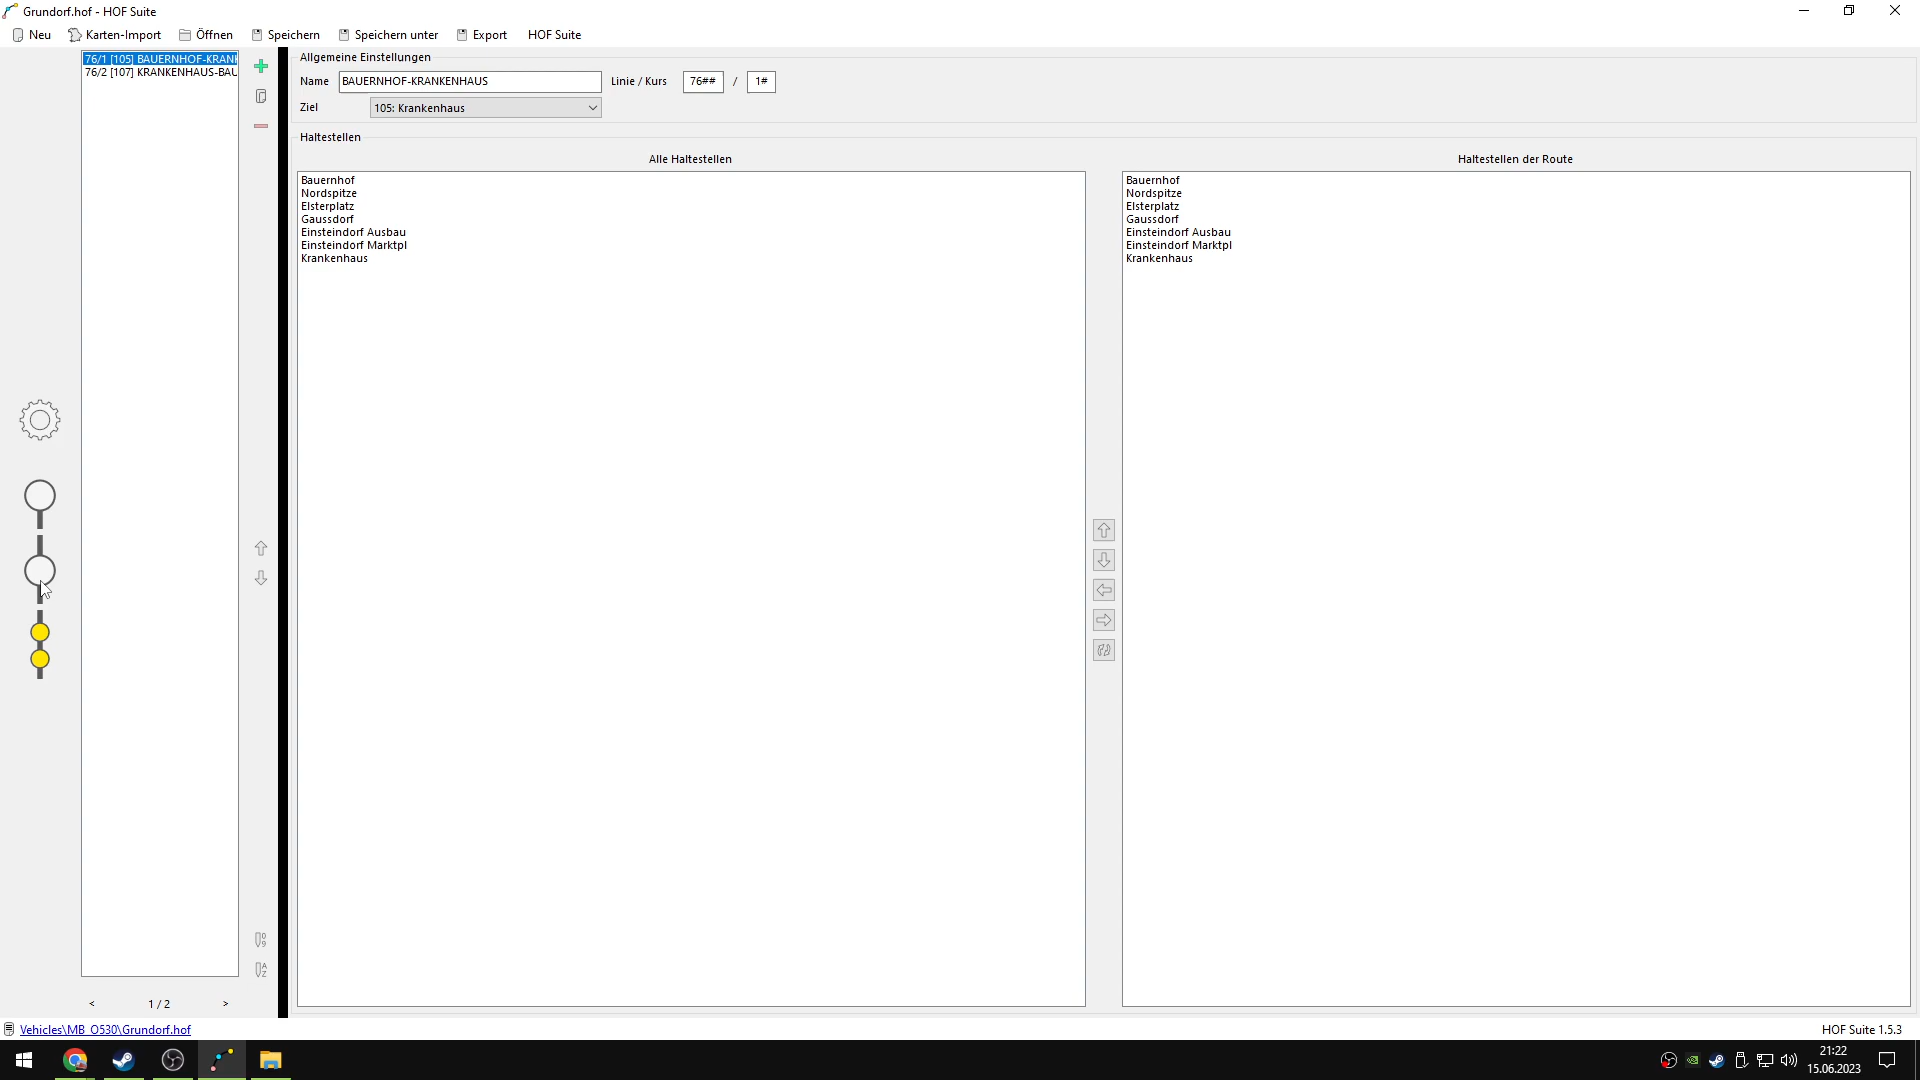 Grundorf.hof - HOF Suite
Neu Karten-Import Öffnen Speichern Speichern unter Export HOF Suite
76/1 [105] BAUERNHOF-KRANK
76/2 [107] KRANKENHAUS-BAU
Allgemeine Einstellungen
Name BAUERNHOF-KRANKENHAUS Linie / Kurs 76## / 1#
Ziel 105: Krankenhaus
Haltestellen
Alle Haltestellen Haltestellen der Route
Bauernhof Bauernhof
Nordspitze Nordspitze
Elsterplatz Elsterplatz
Gaussdorf Gaussdorf
Einsteindorf Ausbau Einsteindorf Ausbau
Einsteindorf Marktpl Einsteindorf Marktpl
Krankenhaus Krankenhaus
< 1 / 2 >
Vehicles\MB_O530\Grundorf.hof HOF Suite 1.5.3
21:22
15.06.2023